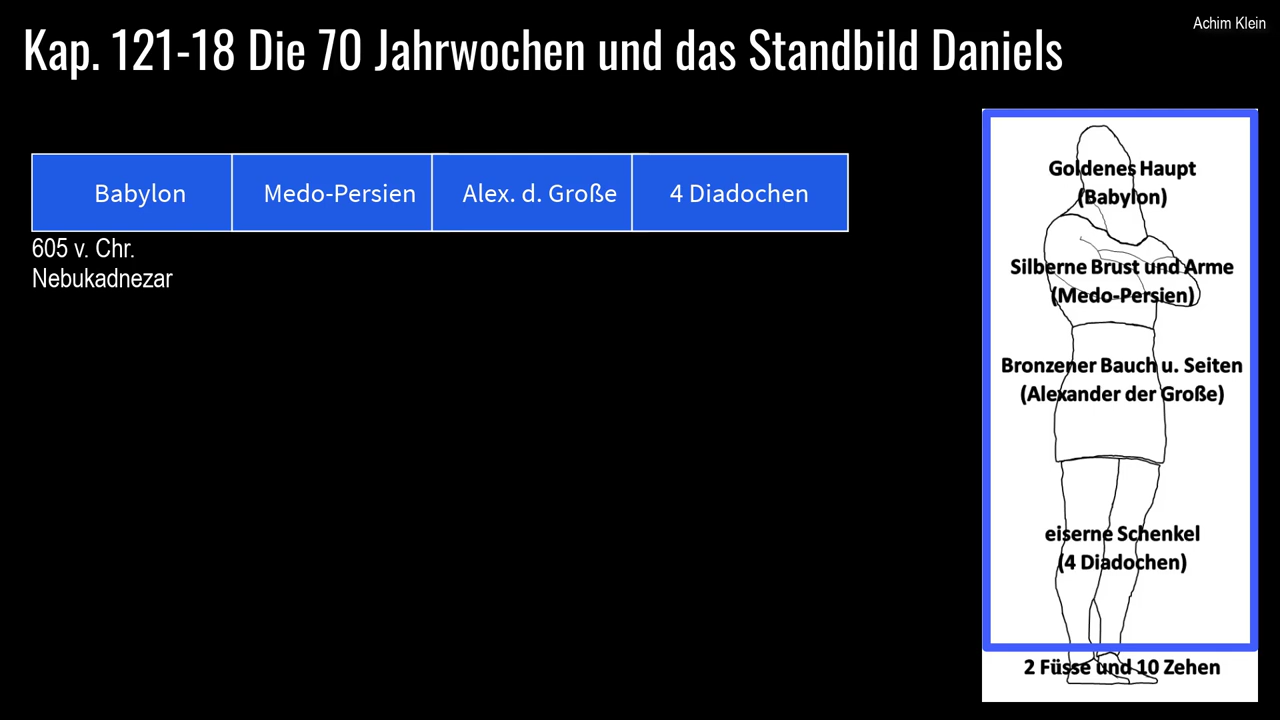 Achim Klein
Kap. 121-18 Die 70 Jahrwochen und das Standbild Daniels
Babylon
Medo-Persien
Alex. d. Große
4 Diadochen
605 v. Chr.
Nebukadnezar
Goldenes Haupt
(Babylon)
Silberne Brust und Arme
(Medo-Persien)
Bronzener Bauch u. Seiten
(Alexander der Große)
eiserne Schenkel
(4 Diadochen)
2 Füsse und 10 Zehen